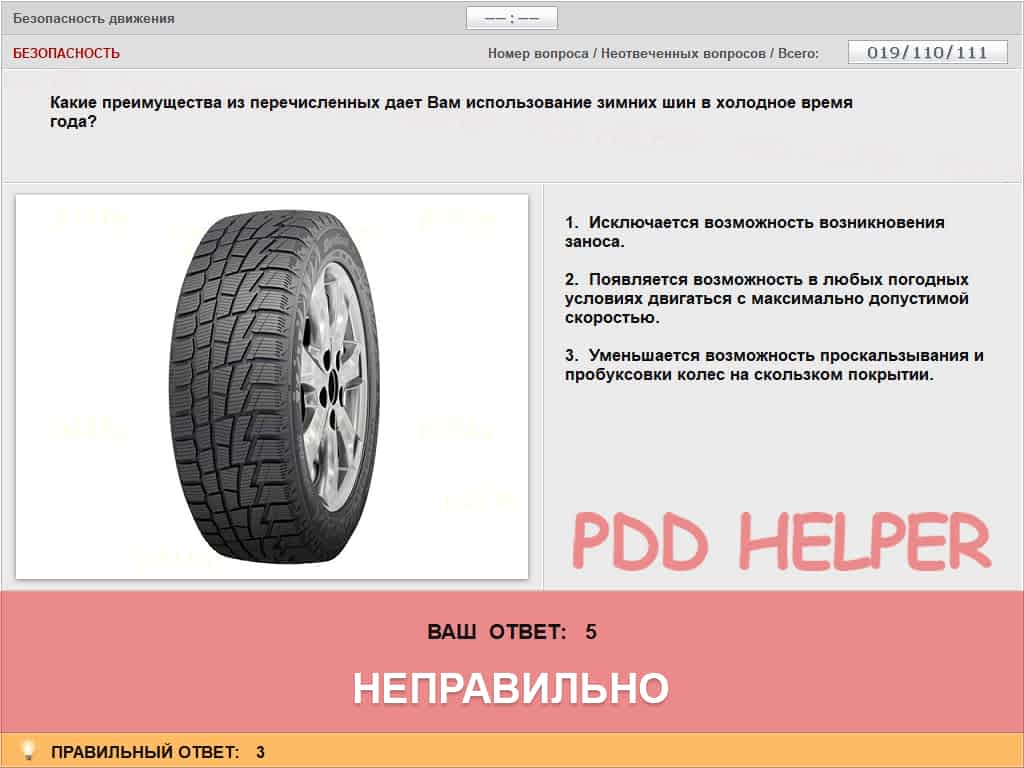 Безопасность движения
—— : ——
БЕЗОПАСНОСТЬ
Номер вопроса / Неотвеченных вопросов / Всего:
019/110/111
Какие преимущества из перечисленных дает Вам использование зимних шин в холодное время
года?
1. Исключается возможность возникновения
заноса.
2. Появляется возможность в любых погодных
условиях двигаться с максимально допустимой
скоростью.
3. Уменьшается возможность проскальзывания и
пробуксовки колес на скользком покрытии.
PDD HELPER
ВАШ ОТВЕТ: 5
НЕПРАВИЛЬНО
ПРАВИЛЬНЫЙ ОТВЕТ: 3